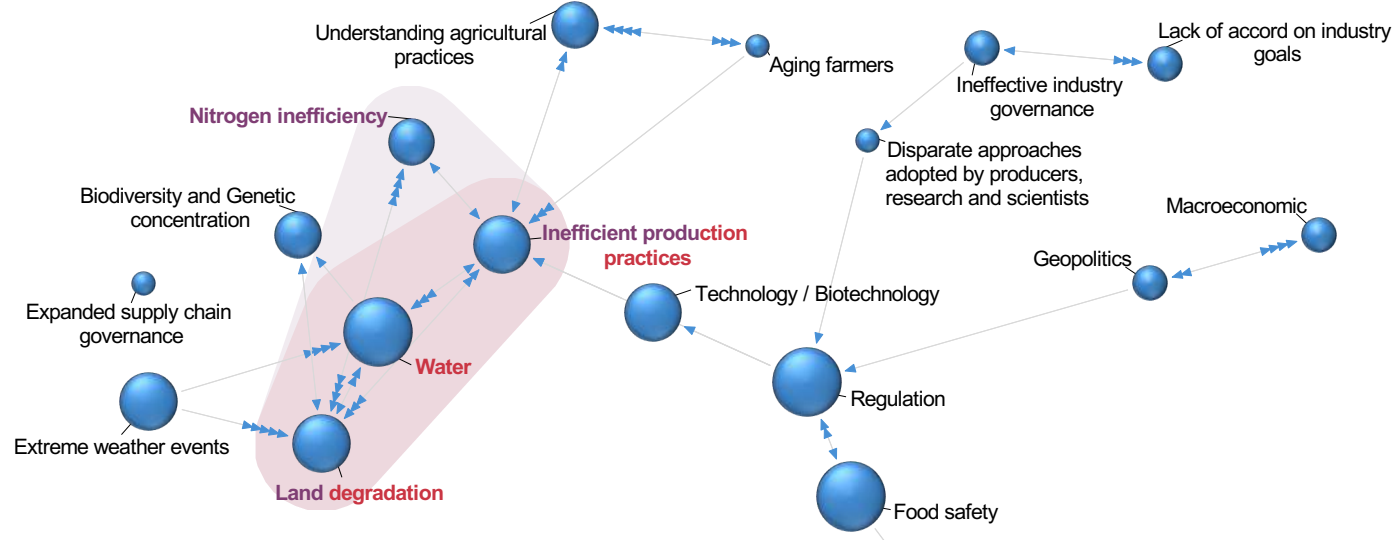 Understanding agricultural
practices
Aging farmers
Lack of accord on industry
goals
Ineffective industry
governance
Nitrogen inefficiency
Disparate approaches
adopted by producers,
research and scientists
Biodiversity and Genetic
concentration
Macroeconomic
Inefficient production
practices
Geopolitics
Expanded supply chain
governance
Technology / Biotechnology
Water
Regulation
Extreme weather events
Land degradation
Food safety